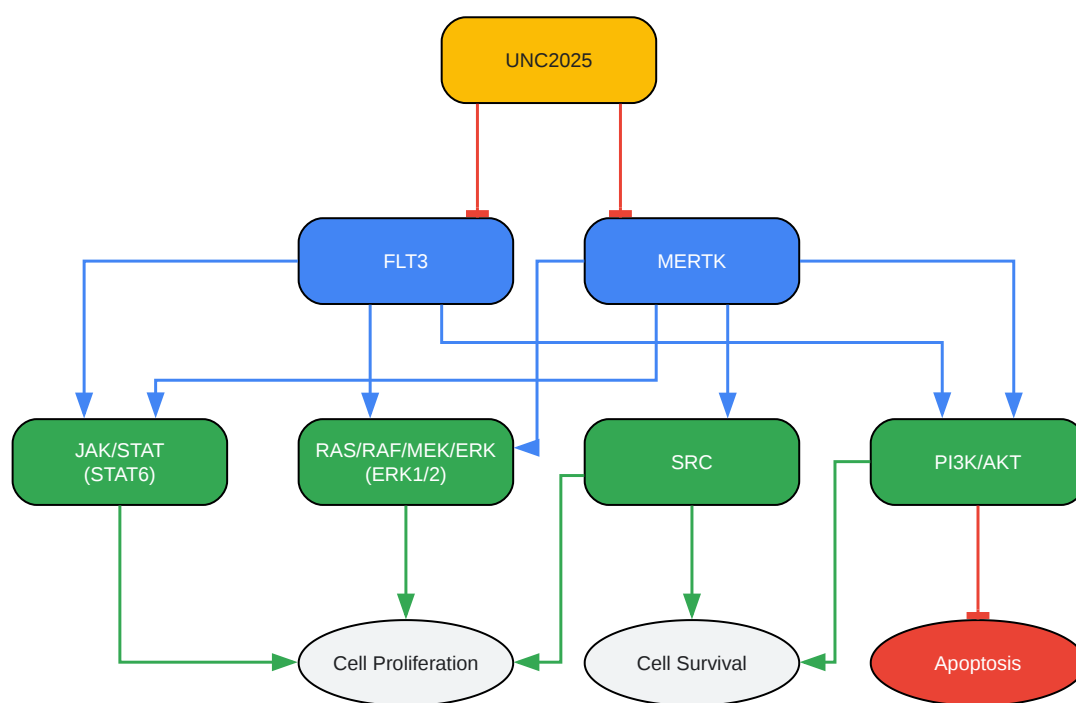 UNC2025
FLT3
MERTK
JAK/STAT
(STAT6)
RAS/RAF/MEK/ERK
(ERK1/2)
SRC
PI3K/AKT
Cell Proliferation
Cell Survival
Apoptosis